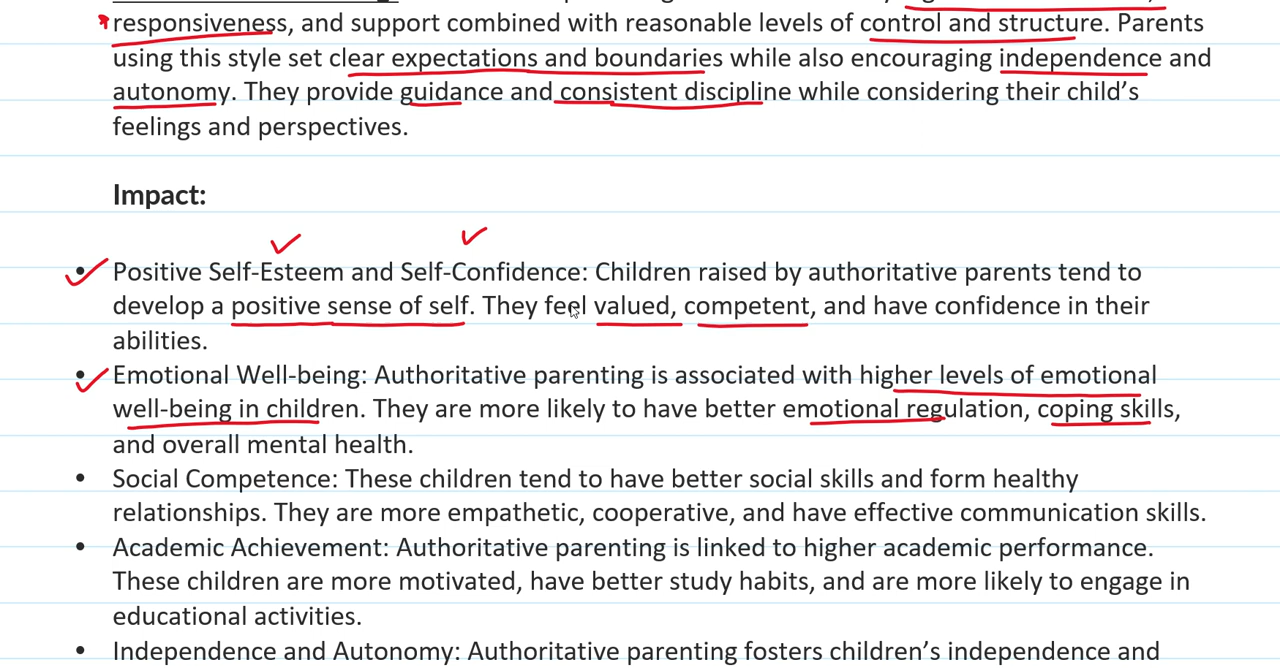 responsiveness, and support combined with reasonable levels of control and structure. Parents
using this style set clear expectations and boundaries while also encouraging independence and
autonomy. They provide guidance and consistent discipline while considering their child’s
feelings and perspectives.
Impact:
• Positive Self-Esteem and Self-Confidence: Children raised by authoritative parents tend to
develop a positive sense of self. They feel valued, competent, and have confidence in their
abilities.
• Emotional Well-being: Authoritative parenting is associated with higher levels of emotional
well-being in children. They are more likely to have better emotional regulation, coping skills,
and overall mental health.
• Social Competence: These children tend to have better social skills and form healthy
relationships. They are more empathetic, cooperative, and have effective communication skills.
• Academic Achievement: Authoritative parenting is linked to higher academic performance.
These children are more motivated, have better study habits, and are more likely to engage in
educational activities.
• Independence and Autonomy: Authoritative parenting fosters children’s independence and